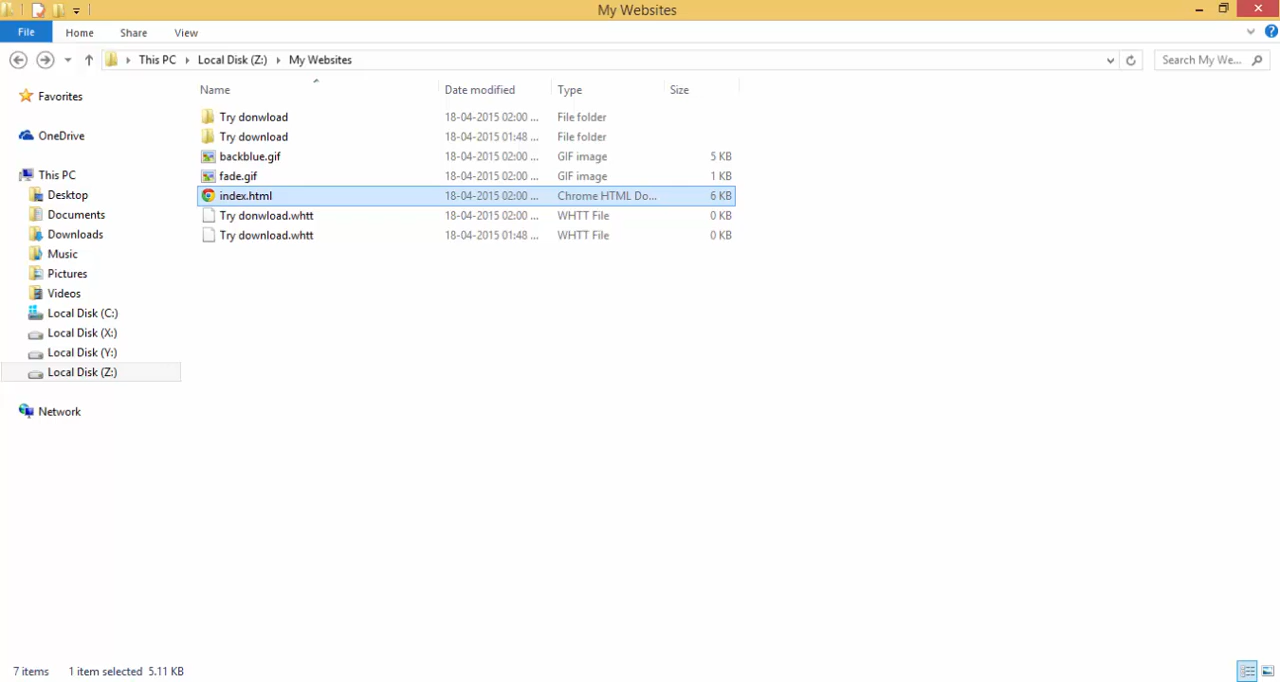 My Websites
File Home Share View
This PC Local Disk (Z:) My Websites Search My We...
Name Date modified Type Size
Favorites
OneDrive
This PC
Desktop
Documents
Downloads
Music
Pictures
Videos
Local Disk (C:)
Local Disk (X:)
Local Disk (Y:)
Local Disk (Z:)
Network
Try donwload 18-04-2015 02:00 ... File folder
Try download 18-04-2015 01:48 ... File folder
backblue.gif 18-04-2015 02:00 ... GIF image 5 KB
fade.gif 18-04-2015 02:00 ... GIF image 1 KB
index.html 18-04-2015 02:00 ... Chrome HTML Do... 6 KB
Try donwload.whtt 18-04-2015 02:00 ... WHTT File 0 KB
Try download.whtt 18-04-2015 01:48 ... WHTT File 0 KB
7 items 1 item selected 5.11 KB